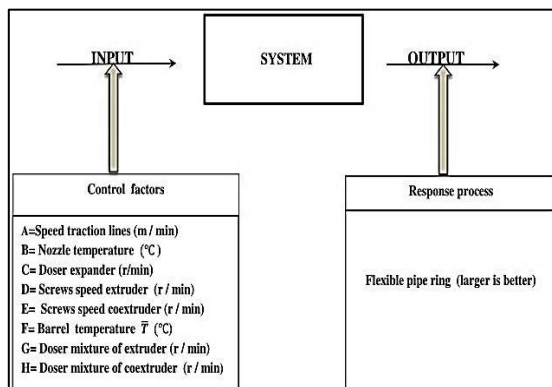 INPUT
SYSTEM
OUTPUT
Control factors
A=Speed traction lines (m / min)
B= Nozzle temperature (℃)
C= Doser expander (r/min)
D= Screws speed extruder (r / min)
E= Screws speed coextruder (r / min)
F= Barrel temperature T̿ (℃)
G= Doser mixture of extruder (r / min)
H= Doser mixture of coextruder (r / min)
Response process
Flexible pipe ring (larger is better)